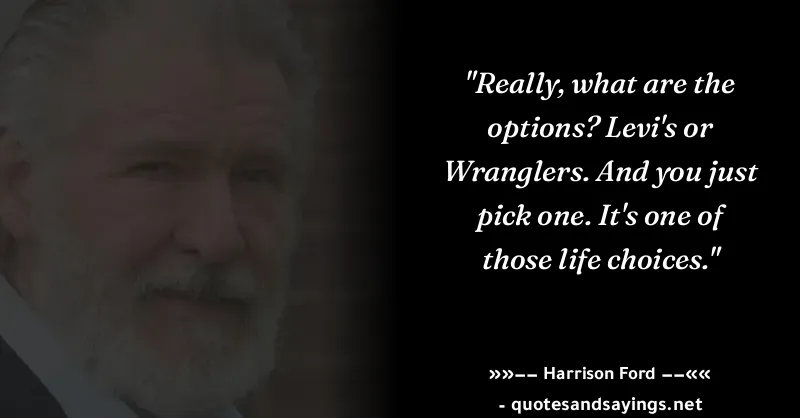 "Really, what are the
options? Levi's or
Wranglers. And you just
pick one. It's one of
those life choices."
»»−− Harrison Ford −−««
- quotesandsayings.net